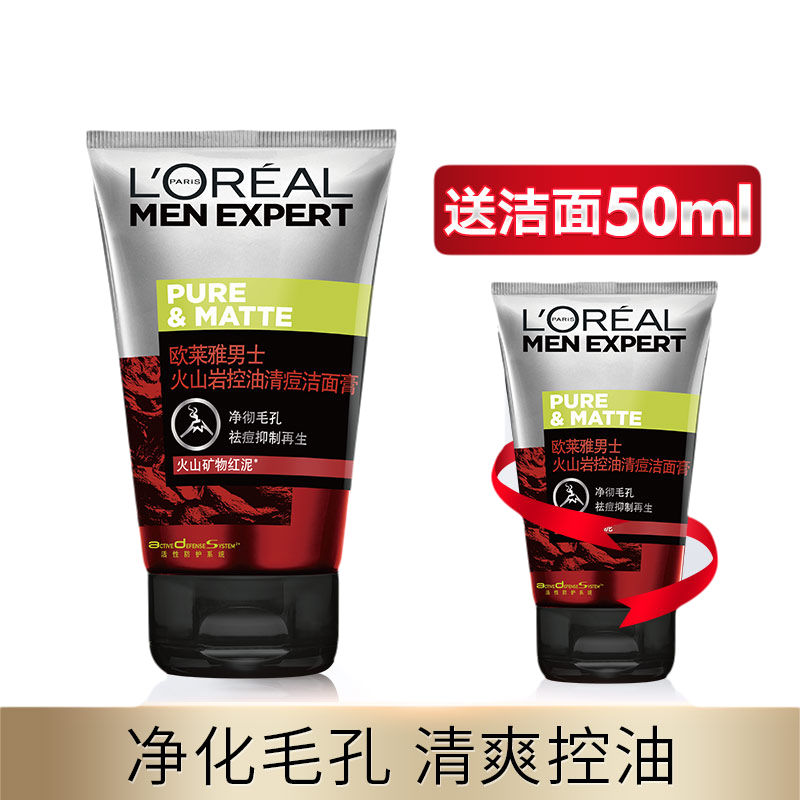 L'ORÉAL
PARIS
MEN EXPERT
PURE
& MATTE
欧莱雅男士
火山岩控油清痘洁面膏
净彻毛孔
祛痘抑制再生
火山矿物红泥*
ACTIVE DEFENSE SYSTEM™
活性防护系统
送洁面50ml
L'ORÉAL
PARIS
MEN EXPERT
PURE
& MATTE
欧莱雅男士
火山岩控油清痘洁面膏
净彻毛孔
祛痘抑制再生
泥
ACTIVE DEFENSE SYSTEM™
活性防护系统
净化毛孔 清爽控油